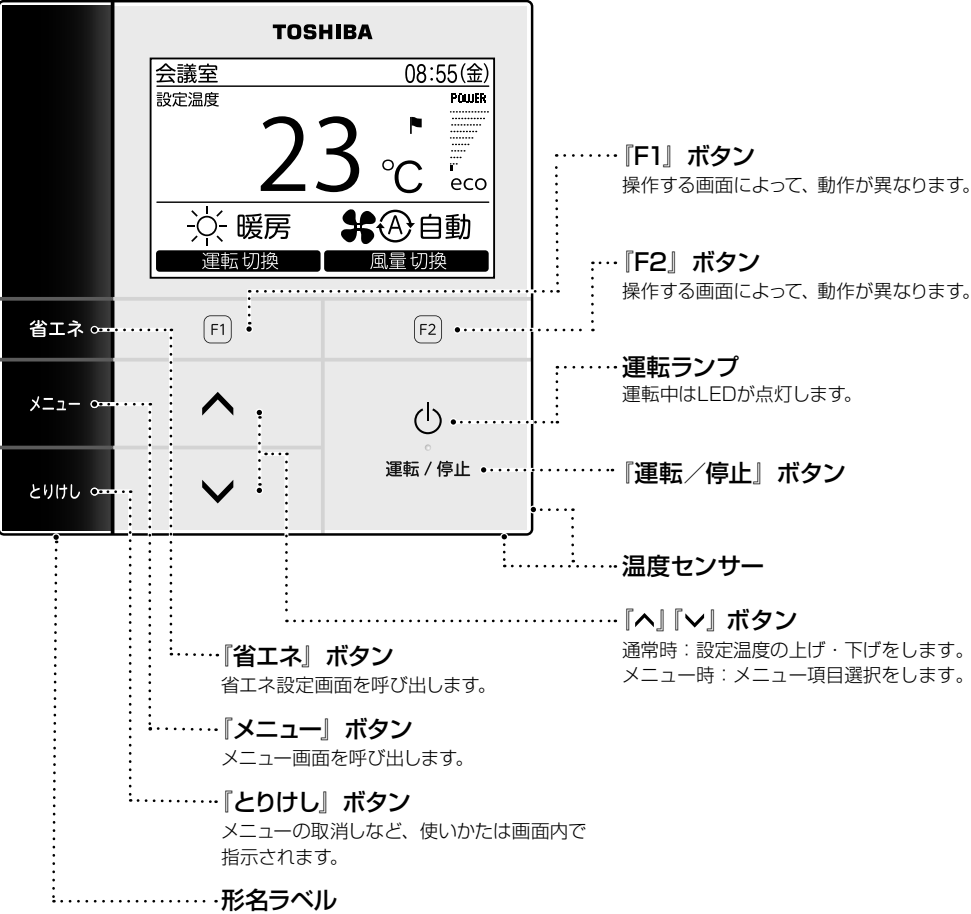 TOSHIBA
会議室 08:55(金)
設定温度 POWER
23 °C
eco
暖房 A 自動
運転切換 風量切換
省エネ F1 F2
メニュー
運転 / 停止
とりけし
『F1』 ボタン
操作する画面によって、動作が異なります。
『F2』 ボタン
操作する画面によって、動作が異なります。
運転ランプ
運転中はLEDが点灯します。
『運転／停止』 ボタン
温度センサー
『∧』『∨』 ボタン
通常時：設定温度の上げ・下げをします。
メニュー時：メニュー項目選択をします。
『省エネ』 ボタン
省エネ設定画面を呼び出します。
『メニュー』 ボタン
メニュー画面を呼び出します。
『とりけし』 ボタン
メニューの取消しなど、使いかたは画面内で
指示されます。
形名ラベル